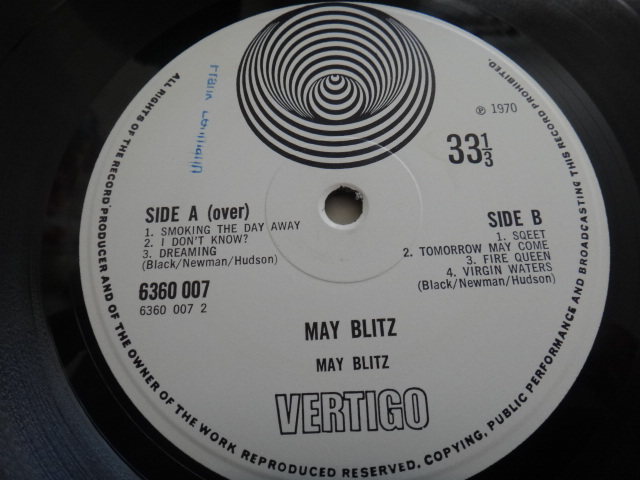 ALL RIGHTS OF THE RECORD PRODUCER AND OF THE OWNER OF THE WORK REPRODUCED RESERVED. COPYING, PUBLIC PERFORMANCE AND BROADCASTING THIS RECORD PROHIBITED.
℗ 1970
33 1/3
SIDE A (over)
1. SMOKING THE DAY AWAY
2. I DON'T KNOW?
3. DREAMING
(Black/Newman/Hudson)
6360 007
6360 007 2
SIDE B
1. SQEET
2. TOMORROW MAY COME
3. FIRE QUEEN
4. VIRGIN WATERS
(Black/Newman/Hudson)
MAY BLITZ
MAY BLITZ
VERTIGO